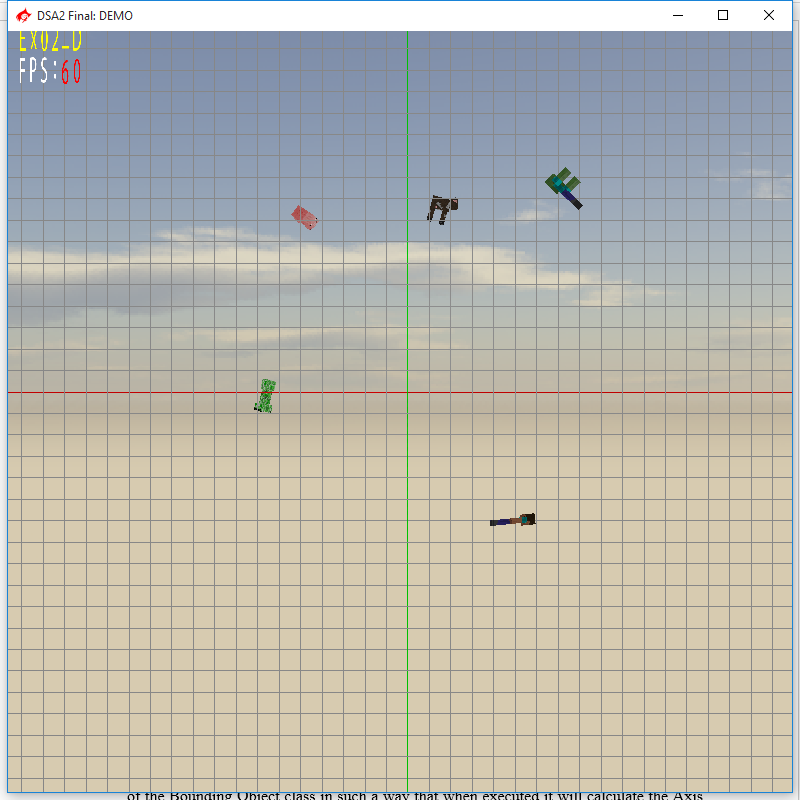 DSA2 Final: DEMO
EX02_D
FPS:60
of the Bounding Object class in such a way that when executed it will calculate the Axis